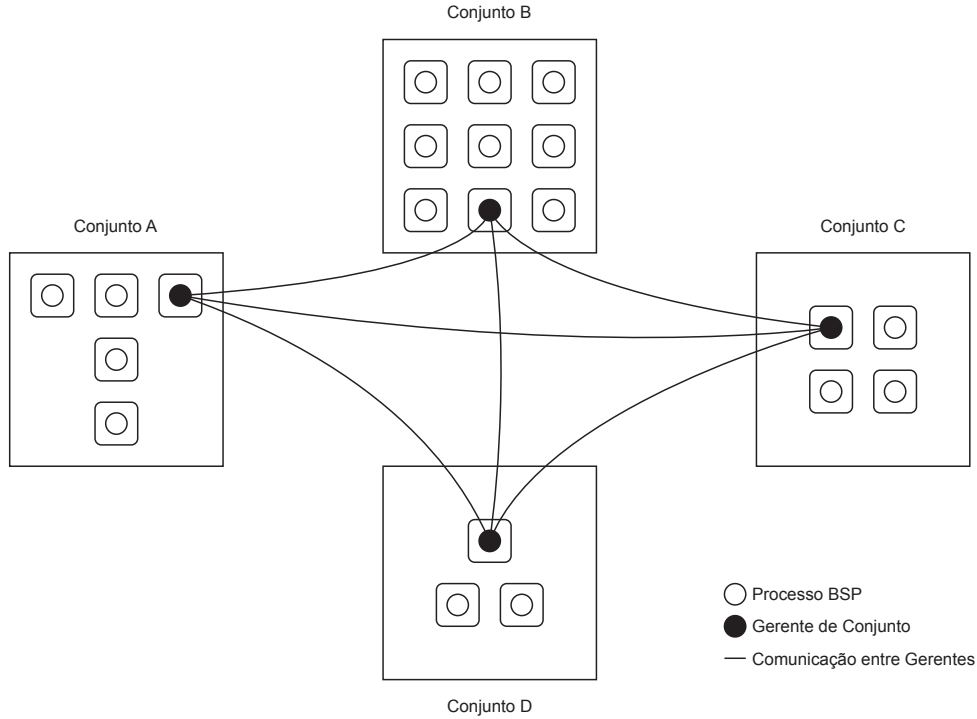 Conjunto B
Conjunto A
Conjunto C
Processo BSP
Gerente de Conjunto
Comunicação entre Gerentes
Conjunto D